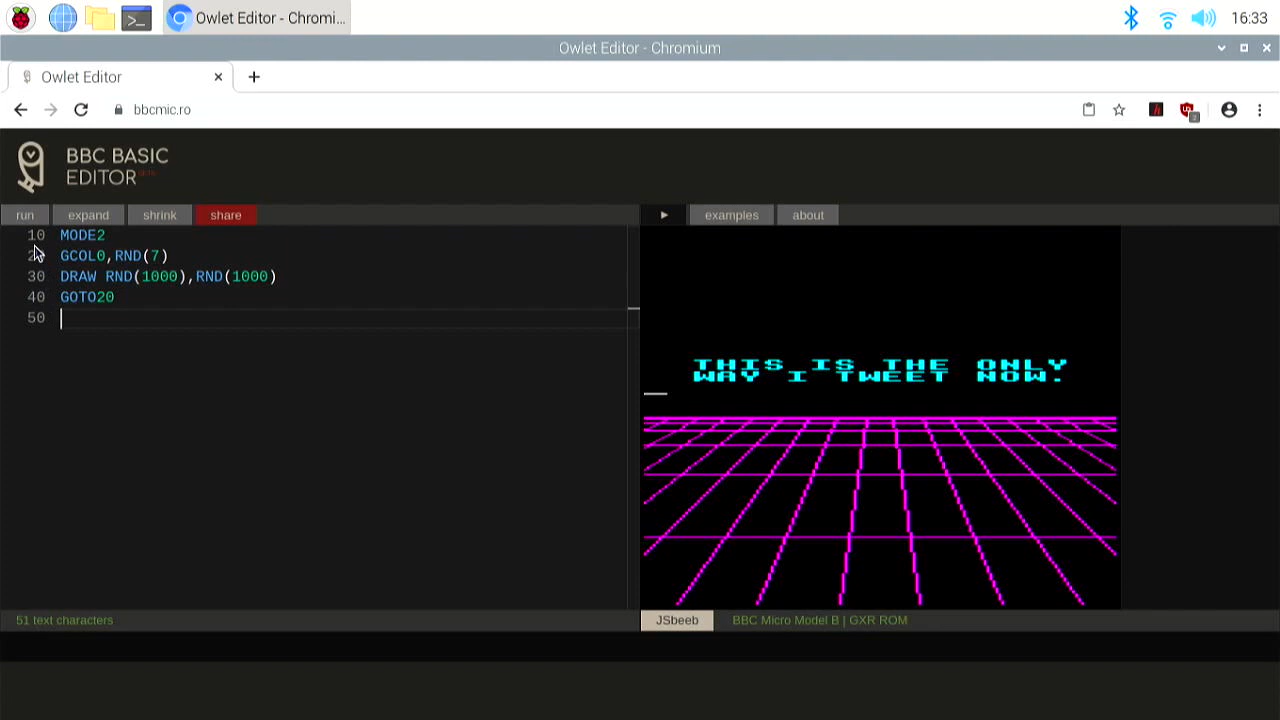 Owlet Editor - Chromi...
16:33
Owlet Editor - Chromium
Owlet Editor
bbcmic.ro
2
BBC BASIC
EDITOR
run expand shrink share
examples about
10 MODE2
GCOL0,RND(7)
30 DRAW RND(1000),RND(1000)
40 GOTO20
50
THIS IS THE ONLY
WAY I TWEET NOW.
51 text characters
JSbeeb
BBC Micro Model B | GXR ROM